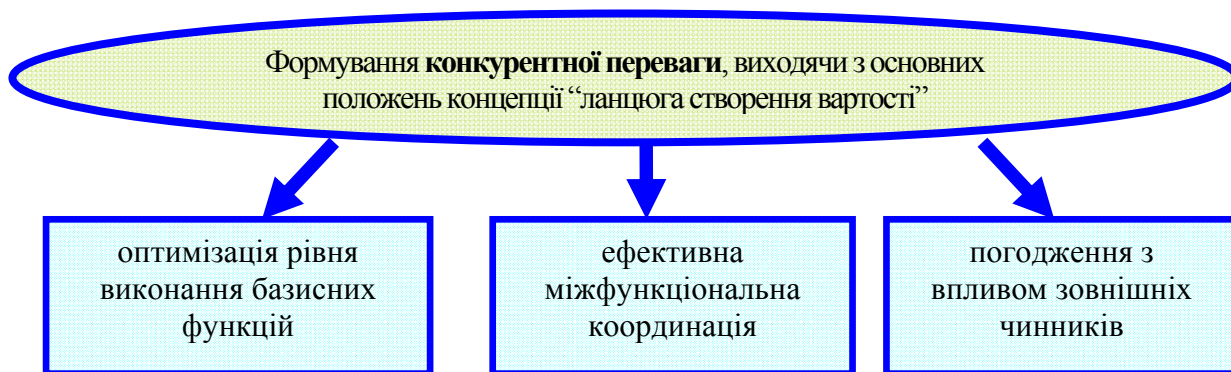 Формування конкурентної переваги, виходячи з основних
положень концепції “ланцюга створення вартості”
оптимізація рівня
виконання базисних
функцій
ефективна
міжфункціональна
координація
погодження з
впливом зовнішніх
чинників